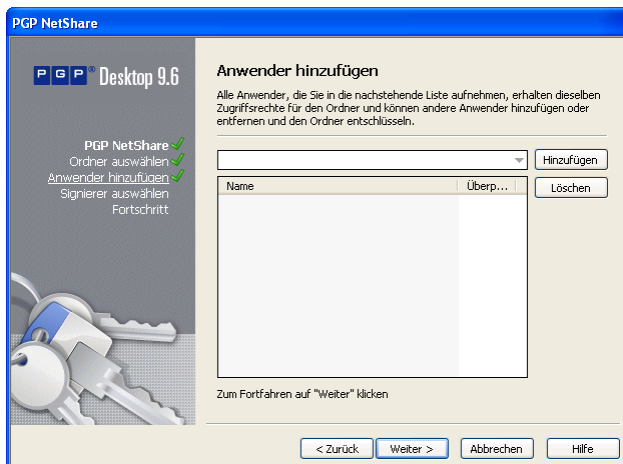 PGP NetShare
PGP® Desktop 9.6
PGP NetShare
Ordner auswählen
Anwender hinzufügen
Signierer auswählen
Fortschritt
Anwender hinzufügen
Alle Anwender, die Sie in die nachstehende Liste aufnehmen, erhalten dieselben
Zugriffsrechte für den Ordner und können andere Anwender hinzufügen oder
entfernen und den Ordner entschlüsseln.
Hinzufügen
Name Überp...
Löschen
Zum Fortfahren auf "Weiter" klicken
< Zurück Weiter > Abbrechen Hilfe